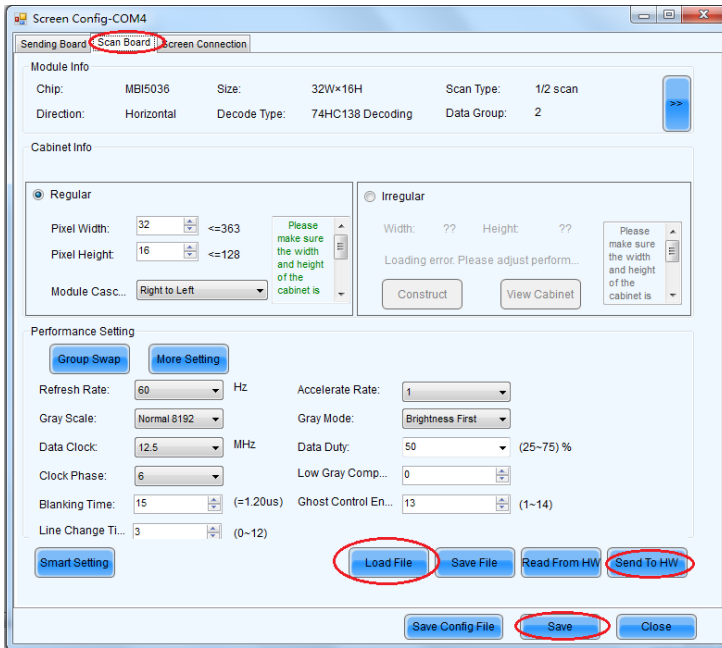 Screen Config-COM4
Sending Board Scan Board Screen Connection
Module Info
Chip: MBI5036 Size: 32W×16H Scan Type: 1/2 scan
Direction: Horizontal Decode Type: 74HC138 Decoding Data Group: 2
>>
Cabinet Info
Regular
Pixel Width: 32 <=363
Pixel Height: 16 <=128
Module Casc... Right to Left
Please
make sure
the width
and height
of the
cabinet is
Irregular
Width: ?? Height: ??
Loading error. Please adjust perform...
Construct View Cabinet
Please
make sure
the width
and height
of the
cabinet is
Performance Setting
Group Swap More Setting
Refresh Rate: 60 Hz Accelerate Rate: 1
Gray Scale: Normal 8192 Gray Mode: Brightness First
Data Clock: 12.5 MHz Data Duty: 50 (25~75) %
Clock Phase: 6 Low Gray Comp... 0
Blanking Time: 15 (=1.20us) Ghost Control En... 13 (1~14)
Line Change Ti... 3 (0~12)
Smart Setting Load File Save File Read From HW Send To HW
Save Config File Save Close